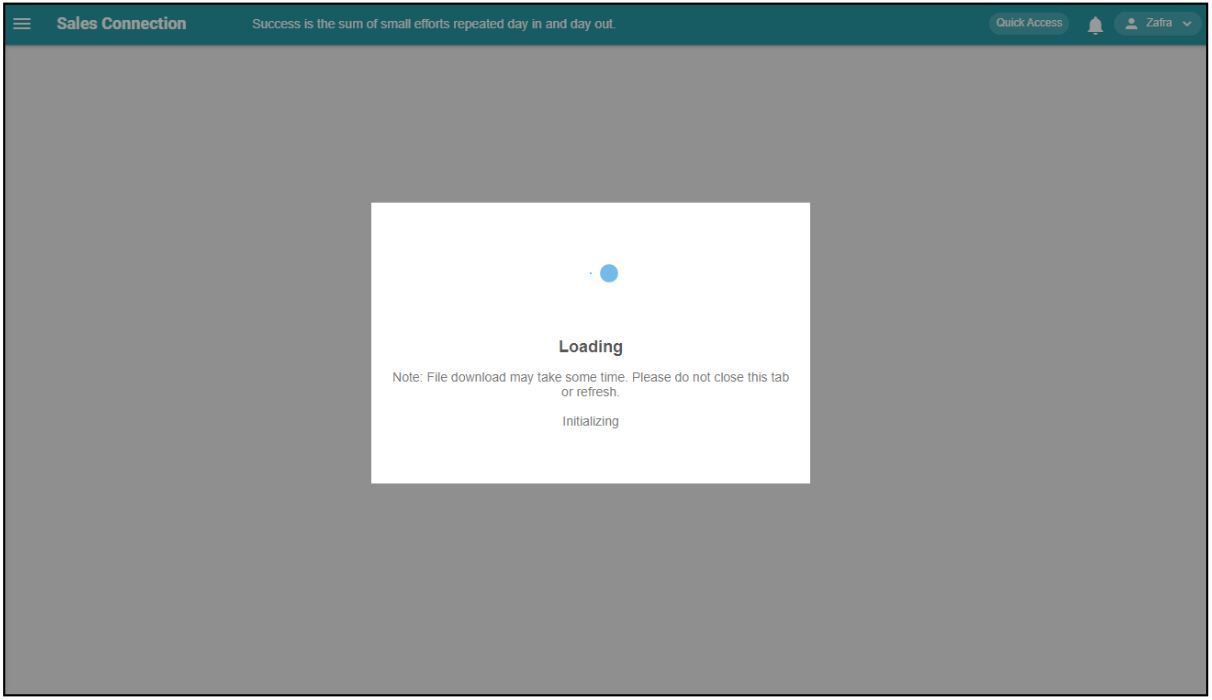 Sales Connection
Success is the sum of small efforts repeated day in and day out.
Quick Access
Zafra
Loading
Note: File download may take some time. Please do not close this tab
or refresh.
Initializing